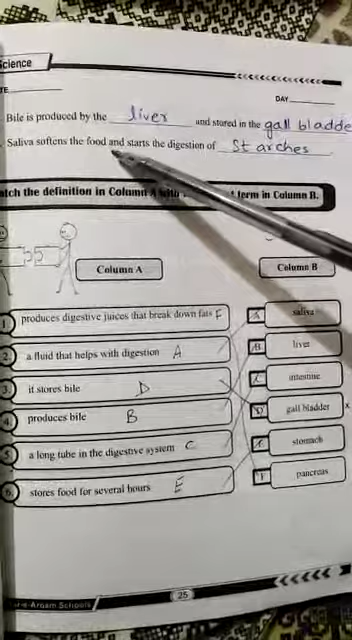 Science
DAY
Bile is produced by the liver and stored in the gall bladde
Saliva softens the food and starts the digestion of Starches
atch the definition in Column A with term in Column B.
Column A Column B
1. produces digestive juices that break down fats F A saliva
2. a fluid that helps with digestion A B liver
3. it stores bile D C intestine
4. produces bile B D gall bladder x
5. a long tube in the digestive system C E stomach
6. stores food for several hours E F pancreas
25
Arqam Schools